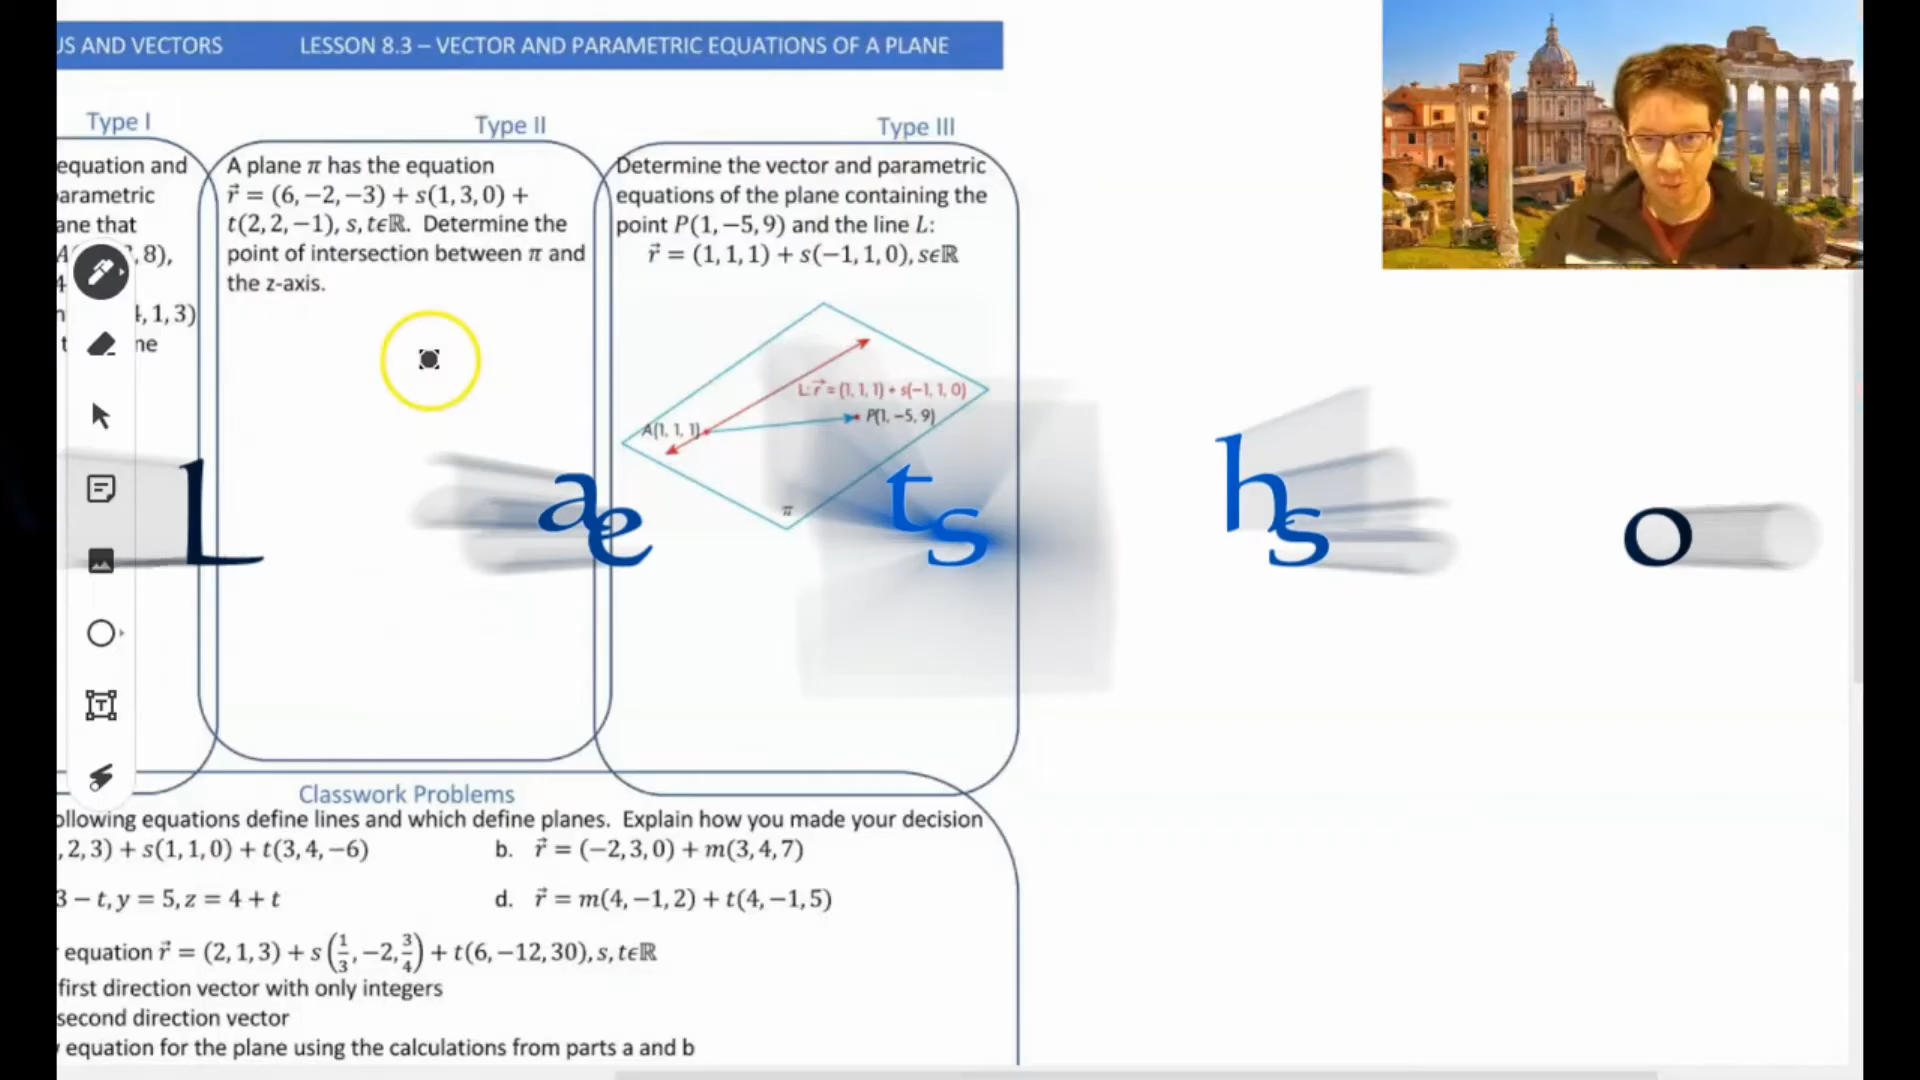 US AND VECTORS LESSON 8.3 – VECTOR AND PARAMETRIC EQUATIONS OF A PLANE
Type I
equation and
arametric
ane that
, 8),
, 1, 3)
ne
Type II
A plane π has the equation
r⃗ = (6, −2, −3) + s(1, 3, 0) +
t(2, 2, −1), s, tϵℝ. Determine the
point of intersection between π and
the z-axis.
Type III
Determine the vector and parametric
equations of the plane containing the
point P(1, −5, 9) and the line L:
r⃗ = (1, 1, 1) + s(−1, 1, 0), sϵℝ
L: r⃗ = (1, 1, 1) + s(−1, 1, 0)
P(1, −5, 9)
A(1, 1, 1)
π
L a t h o
e s s
Classwork Problems
ollowing equations define lines and which define planes. Explain how you made your decision
, 2, 3) + s(1, 1, 0) + t(3, 4, −6)
b. r⃗ = (−2, 3, 0) + m(3, 4, 7)
3 − t, y = 5, z = 4 + t
d. r⃗ = m(4, −1, 2) + t(4, −1, 5)
equation r⃗ = (2, 1, 3) + s(1/3, −2, 3/4) + t(6, −12, 30), s, tϵℝ
first direction vector with only integers
second direction vector
equation for the plane using the calculations from parts a and b